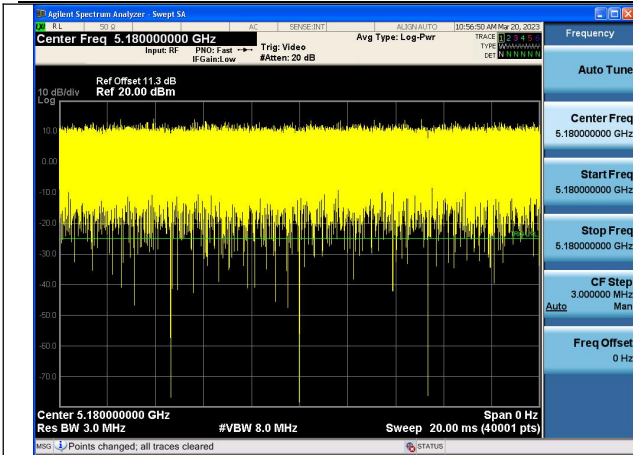 Agilent Spectrum Analyzer - Swept SA
RL 50 Ω AC SENSE:INT ALIGN AUTO 10:56:50 AM Mar 20, 2023
Center Freq 5.180000000 GHz
Input: RF
PNO: Fast
IFGain:Low
Trig: Video
#Atten: 20 dB
Avg Type: Log-Pwr
TRACE 1 2 3 4 5 6
TYPE
DET N N N N N N
Ref Offset 11.3 dB
10 dB/div Ref 20.00 dBm
Log
10.0
0.00
-10.0
-20.0
-30.0
-40.0
-50.0
-60.0
-70.0
Center 5.180000000 GHz Span 0 Hz
Res BW 3.0 MHz #VBW 8.0 MHz Sweep 20.00 ms (40001 pts)
MSG Points changed; all traces cleared STATUS
Frequency
Auto Tune
Center Freq
5.180000000 GHz
Start Freq
5.180000000 GHz
Stop Freq
5.180000000 GHz
CF Step
3.000000 MHz
Auto Man
Freq Offset
0 Hz